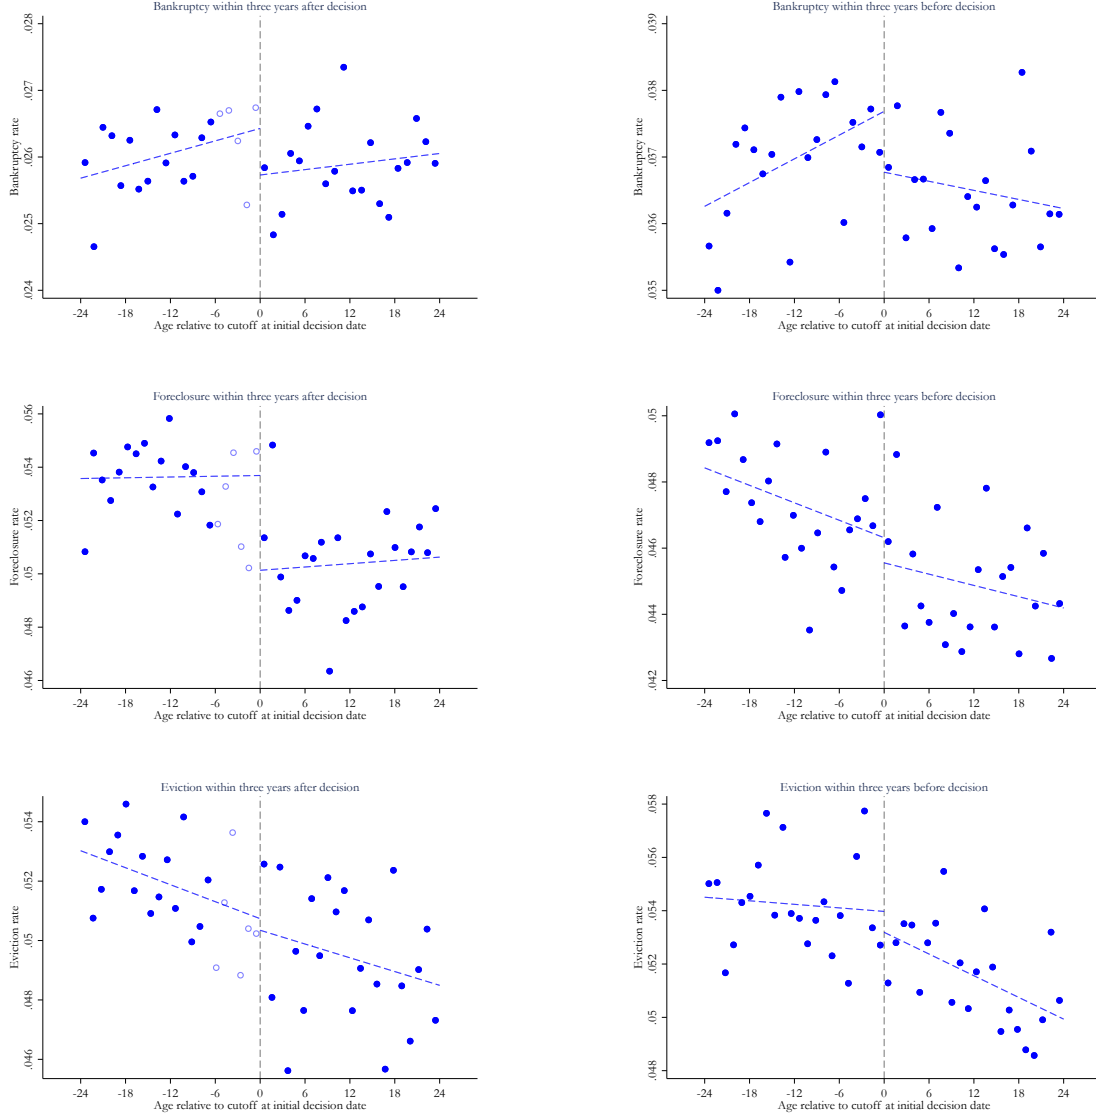 Bankruptcy within three years after decision
Bankruptcy rate
.028
.027
.026
.025
.024
-24 -18 -12 -6 0 6 12 18 24
Age relative to cutoff at initial decision date
Bankruptcy within three years before decision
Bankruptcy rate
.039
.038
.037
.036
.035
-24 -18 -12 -6 0 6 12 18 24
Age relative to cutoff at initial decision date
Foreclosure within three years after decision
Foreclosure rate
.056
.054
.052
.05
.048
.046
-24 -18 -12 -6 0 6 12 18 24
Age relative to cutoff at initial decision date
Foreclosure within three years before decision
Foreclosure rate
.05
.048
.046
.044
.042
-24 -18 -12 -6 0 6 12 18 24
Age relative to cutoff at initial decision date
Eviction within three years after decision
Eviction rate
.054
.052
.05
.048
.046
-24 -18 -12 -6 0 6 12 18 24
Age relative to cutoff at initial decision date
Eviction within three years before decision
Eviction rate
.058
.056
.054
.052
.05
.048
-24 -18 -12 -6 0 6 12 18 24
Age relative to cutoff at initial decision date